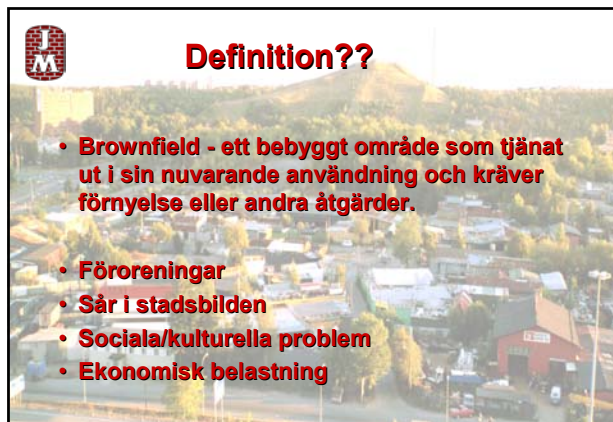 JM
Definition??
• Brownfield - ett bebyggt område som tjänat
ut i sin nuvarande användning och kräver
förnyelse eller andra åtgärder.
• Föroreningar
• Sår i stadsbilden
• Sociala/kulturella problem
• Ekonomisk belastning